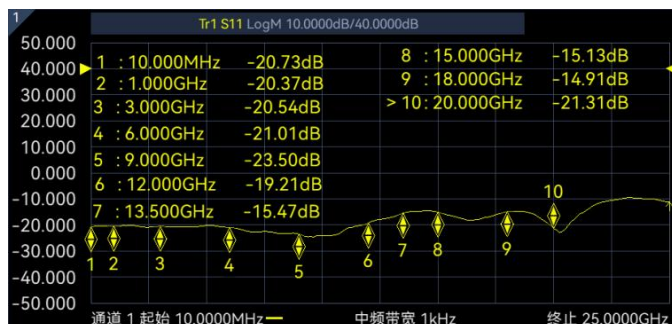 1
Tr1 S11 LogM 10.0000dB/40.0000dB
50.000
40.000
30.000
20.000
10.000
0.000
-10.000
-20.000
-30.000
-40.000
-50.000
1 : 10.000MHz -20.73dB
2 : 1.000GHz -20.37dB
3 : 3.000GHz -20.54dB
4 : 6.000GHz -21.01dB
5 : 9.000GHz -23.50dB
6 : 12.000GHz -19.21dB
7 : 13.500GHz -15.47dB
8 : 15.000GHz -15.13dB
9 : 18.000GHz -14.91dB
> 10: 20.000GHz -21.31dB
10
1 2 3 4 5 6 7 8 9
通道 1 起始 10.0000MHz 中频带宽 1kHz 终止 25.0000GHz